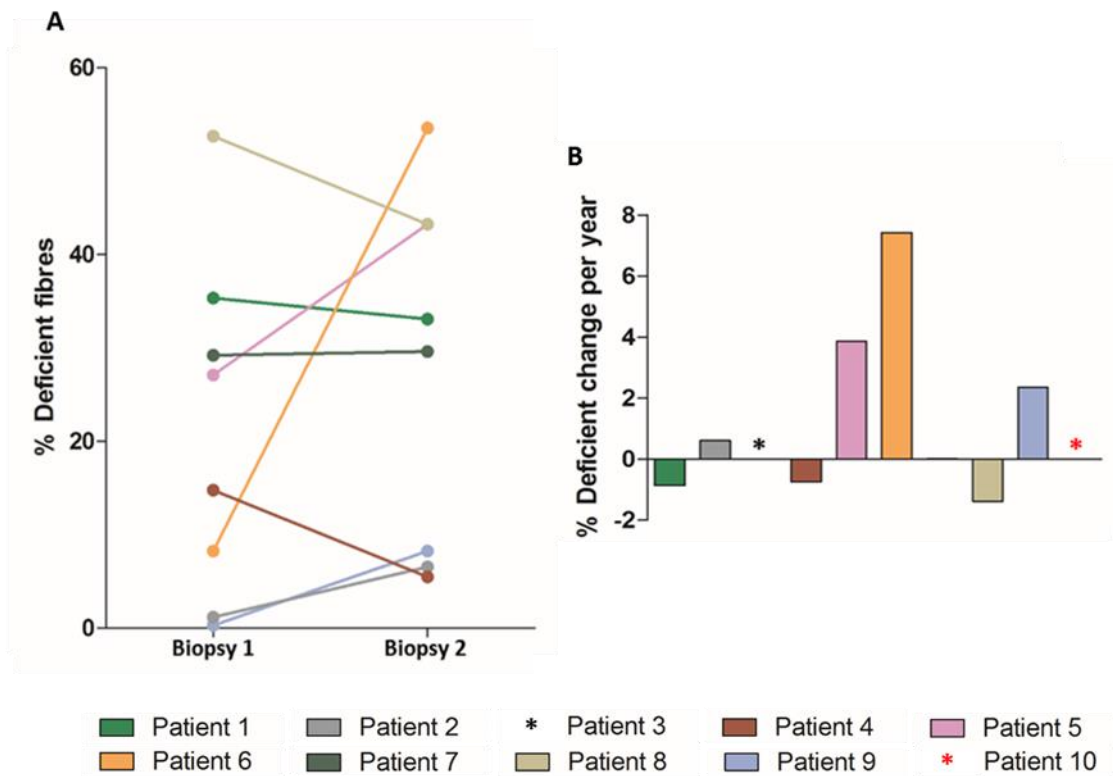 A
60
40
20
0
% Deficient fibres
Biopsy 1 Biopsy 2
B
8
6
4
2
0
-2
% Deficient change per year
*
*
Patient 1 Patient 2 * Patient 3 Patient 4 Patient 5
Patient 6 Patient 7 Patient 8 Patient 9 * Patient 10